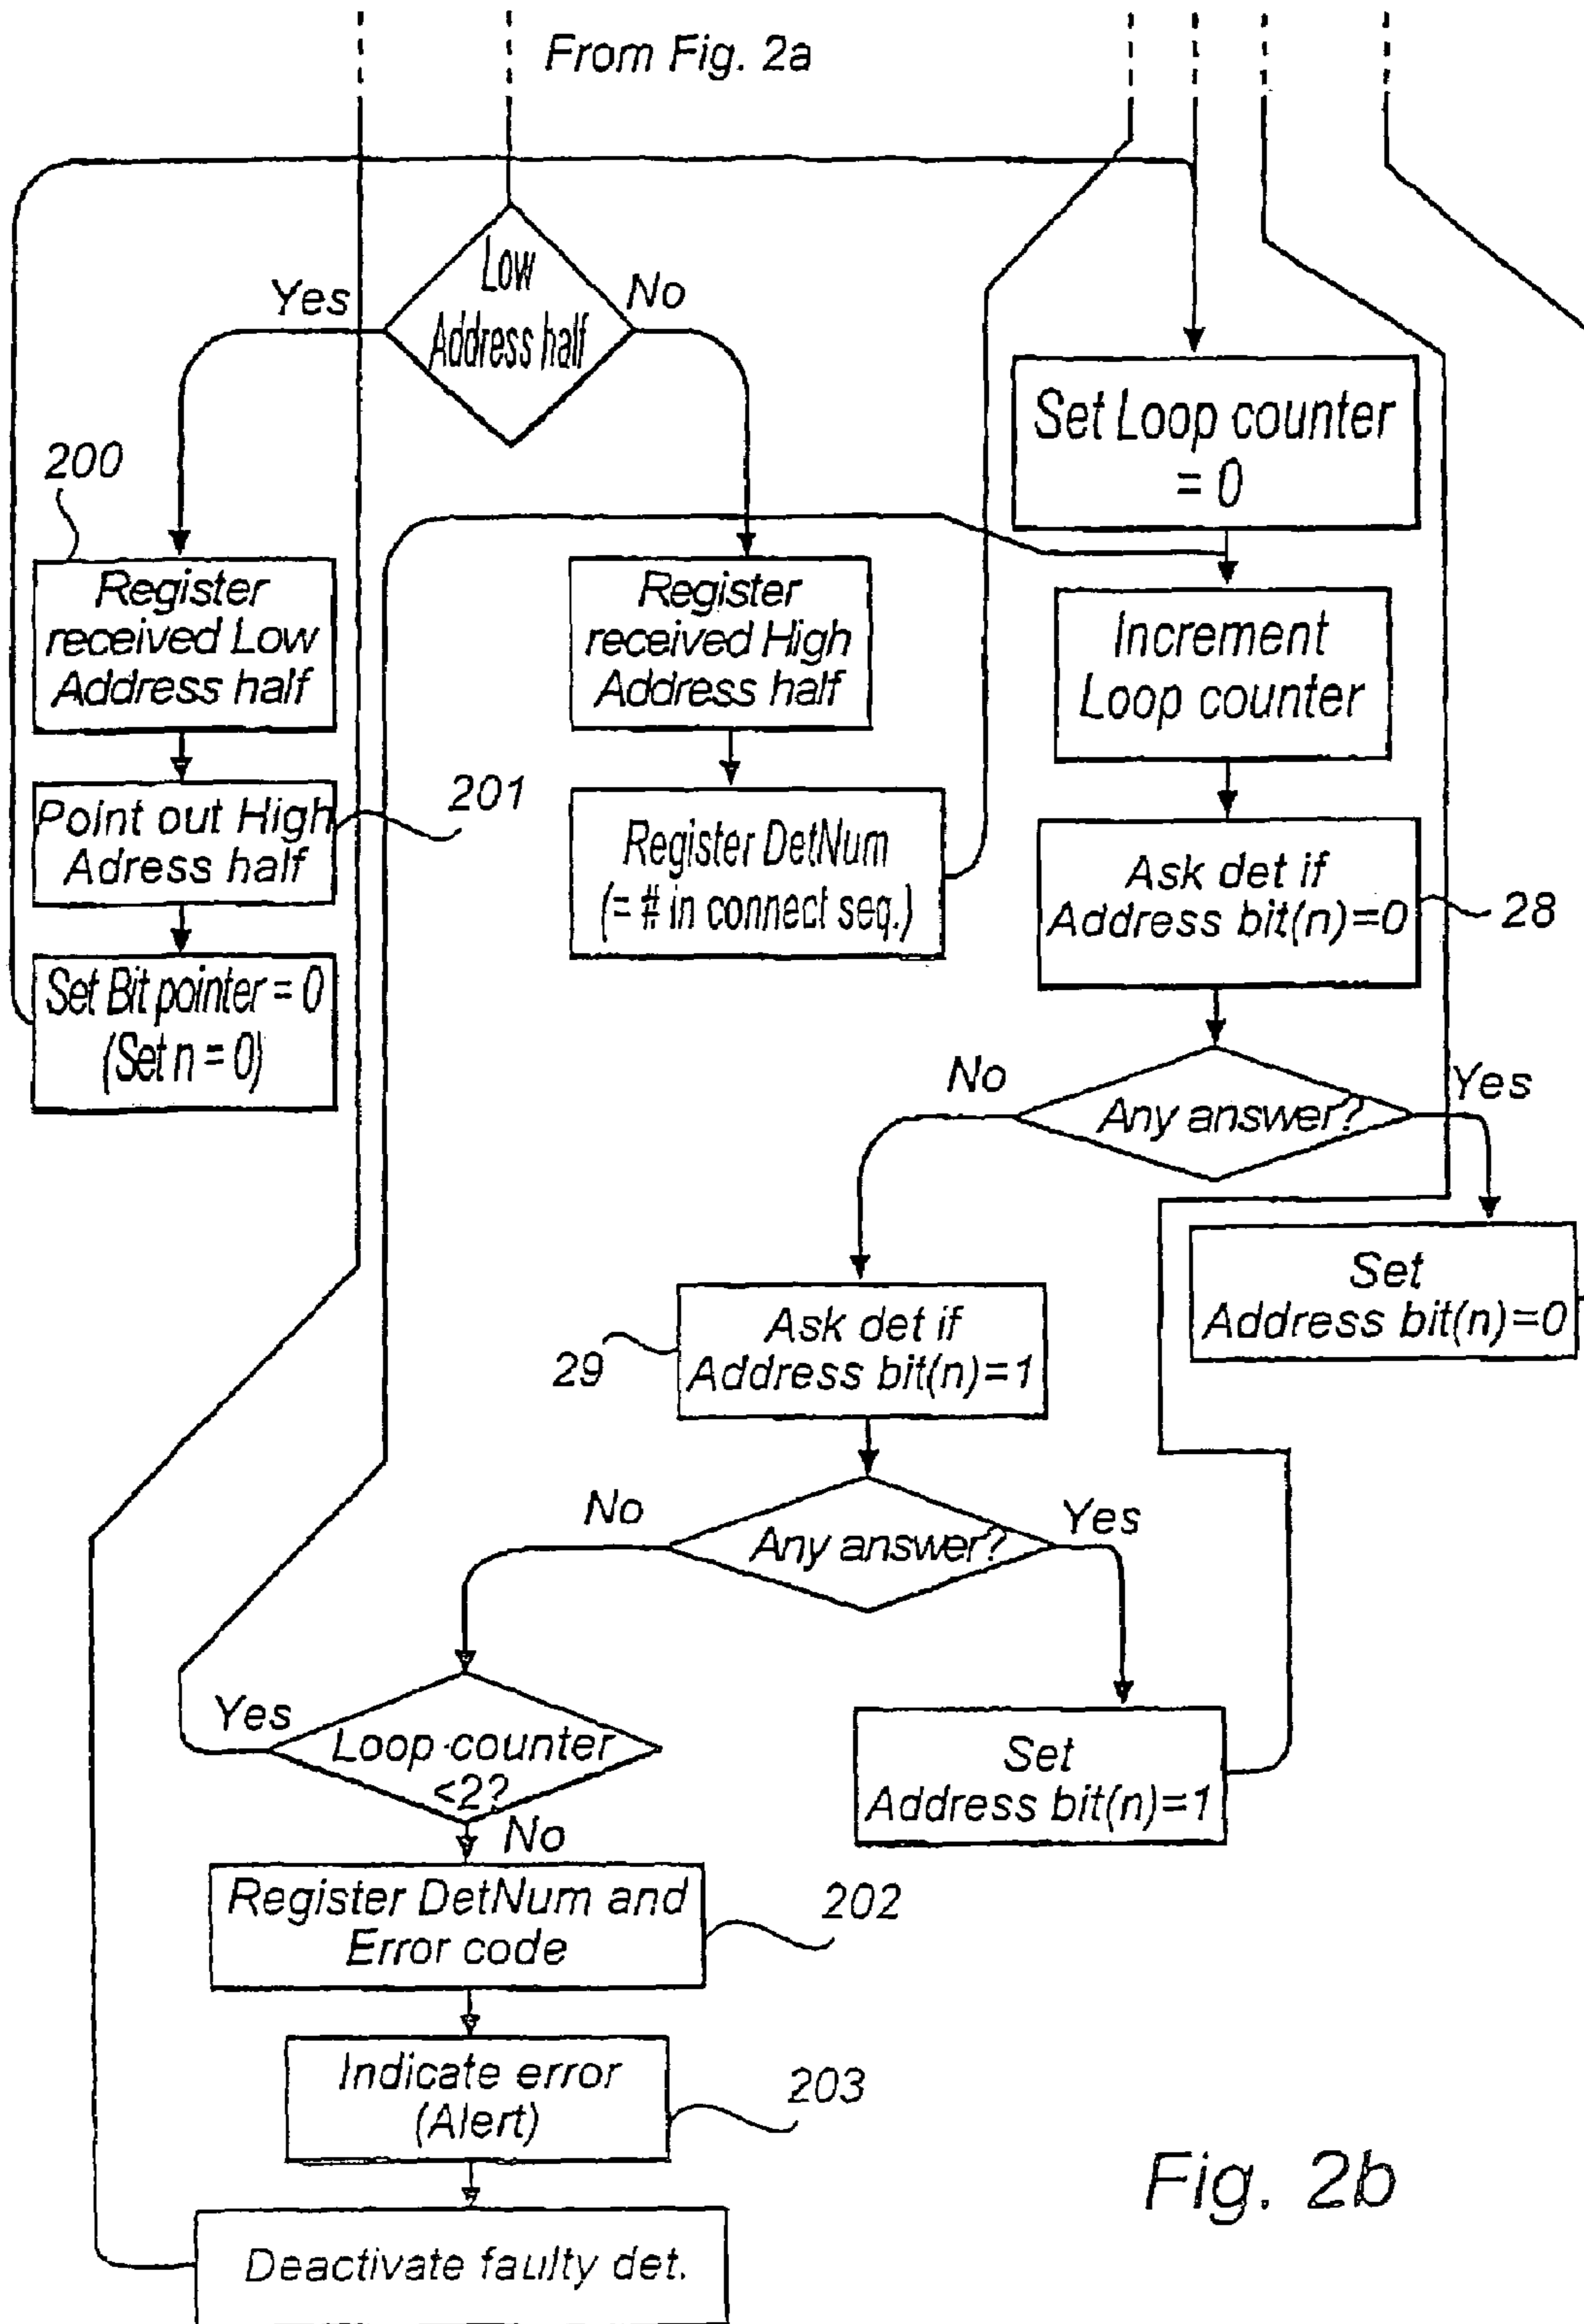 From Fig. 2a
Low
Address half
Yes
No
Set Loop counter
= 0
200
Register
received Low
Address half
Register
received High
Address half
Increment
Loop counter
Point out High
Adress half
201
Register DetNum
(= # in connect seq.)
Ask det if
Address bit(n)=0
28
Set Bit pointer = 0
(Set n = 0)
No
Any answer?
Yes
Set
Address bit(n)=0
Ask det if
Address bit(n)=1
29
No
Any answer?
Yes
Yes
Loop counter
<2?
No
Set
Address bit(n)=1
Register DetNum and
Error code
202
Indicate error
(Alert)
203
Fig. 2b
Deactivate faulty det.